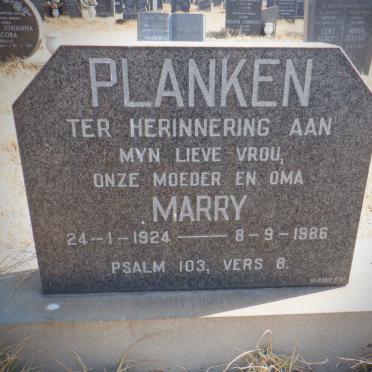 PLANKEN
TER HERINNERING AAN
MYN LIEVE VROU,
ONZE MOEDER EN OMA
MARRY
24-1-1924 — 8-9-1986
PSALM 103, VERS 8.